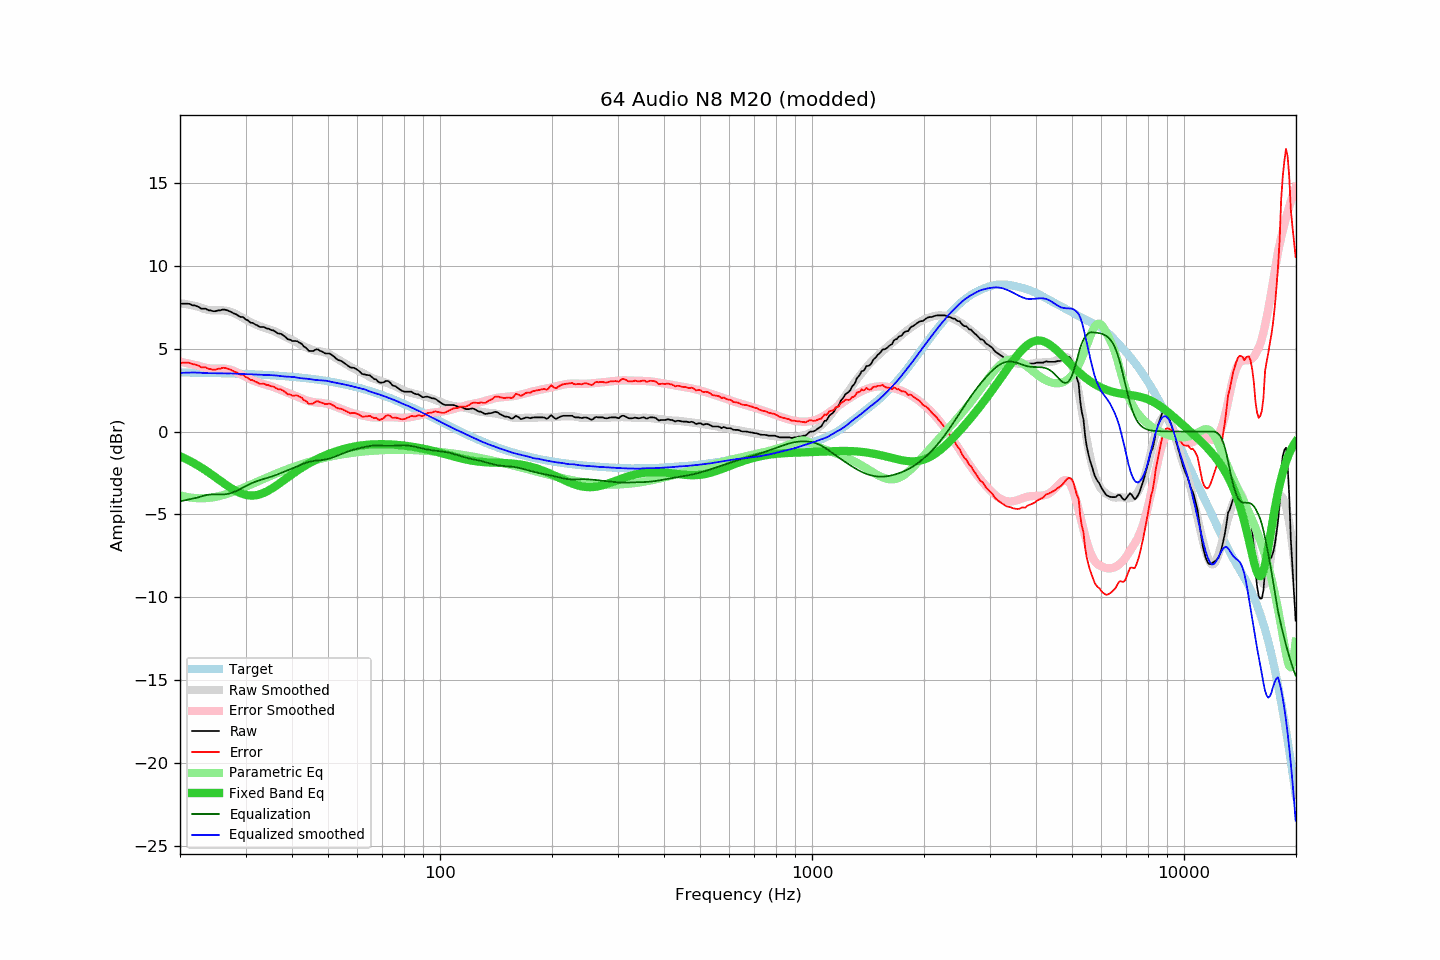 64 Audio N8 M20 (modded)
15
10
5
0
−5
−10
−15
−20
−25
Amplitude (dBr)
Target
Raw Smoothed
Error Smoothed
Raw
Error
Parametric Eq
Fixed Band Eq
Equalization
Equalized smoothed
100
1000
10000
Frequency (Hz)